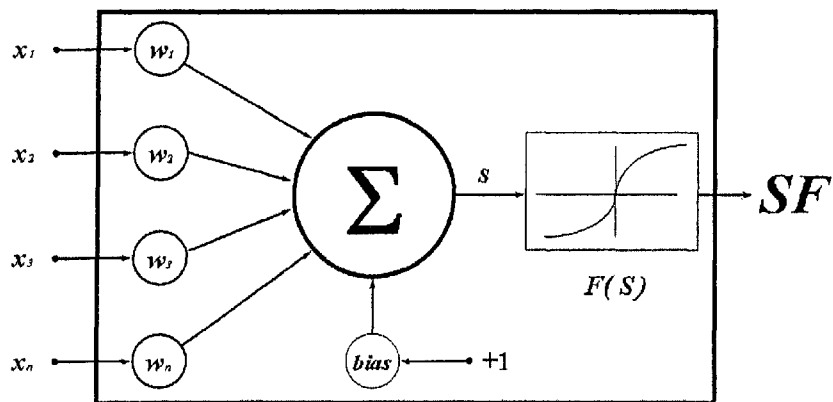 x₁ w₁
x₂ w₂
Σ s SF
x₃ w₃
F(S)
xₙ wₙ bias +1